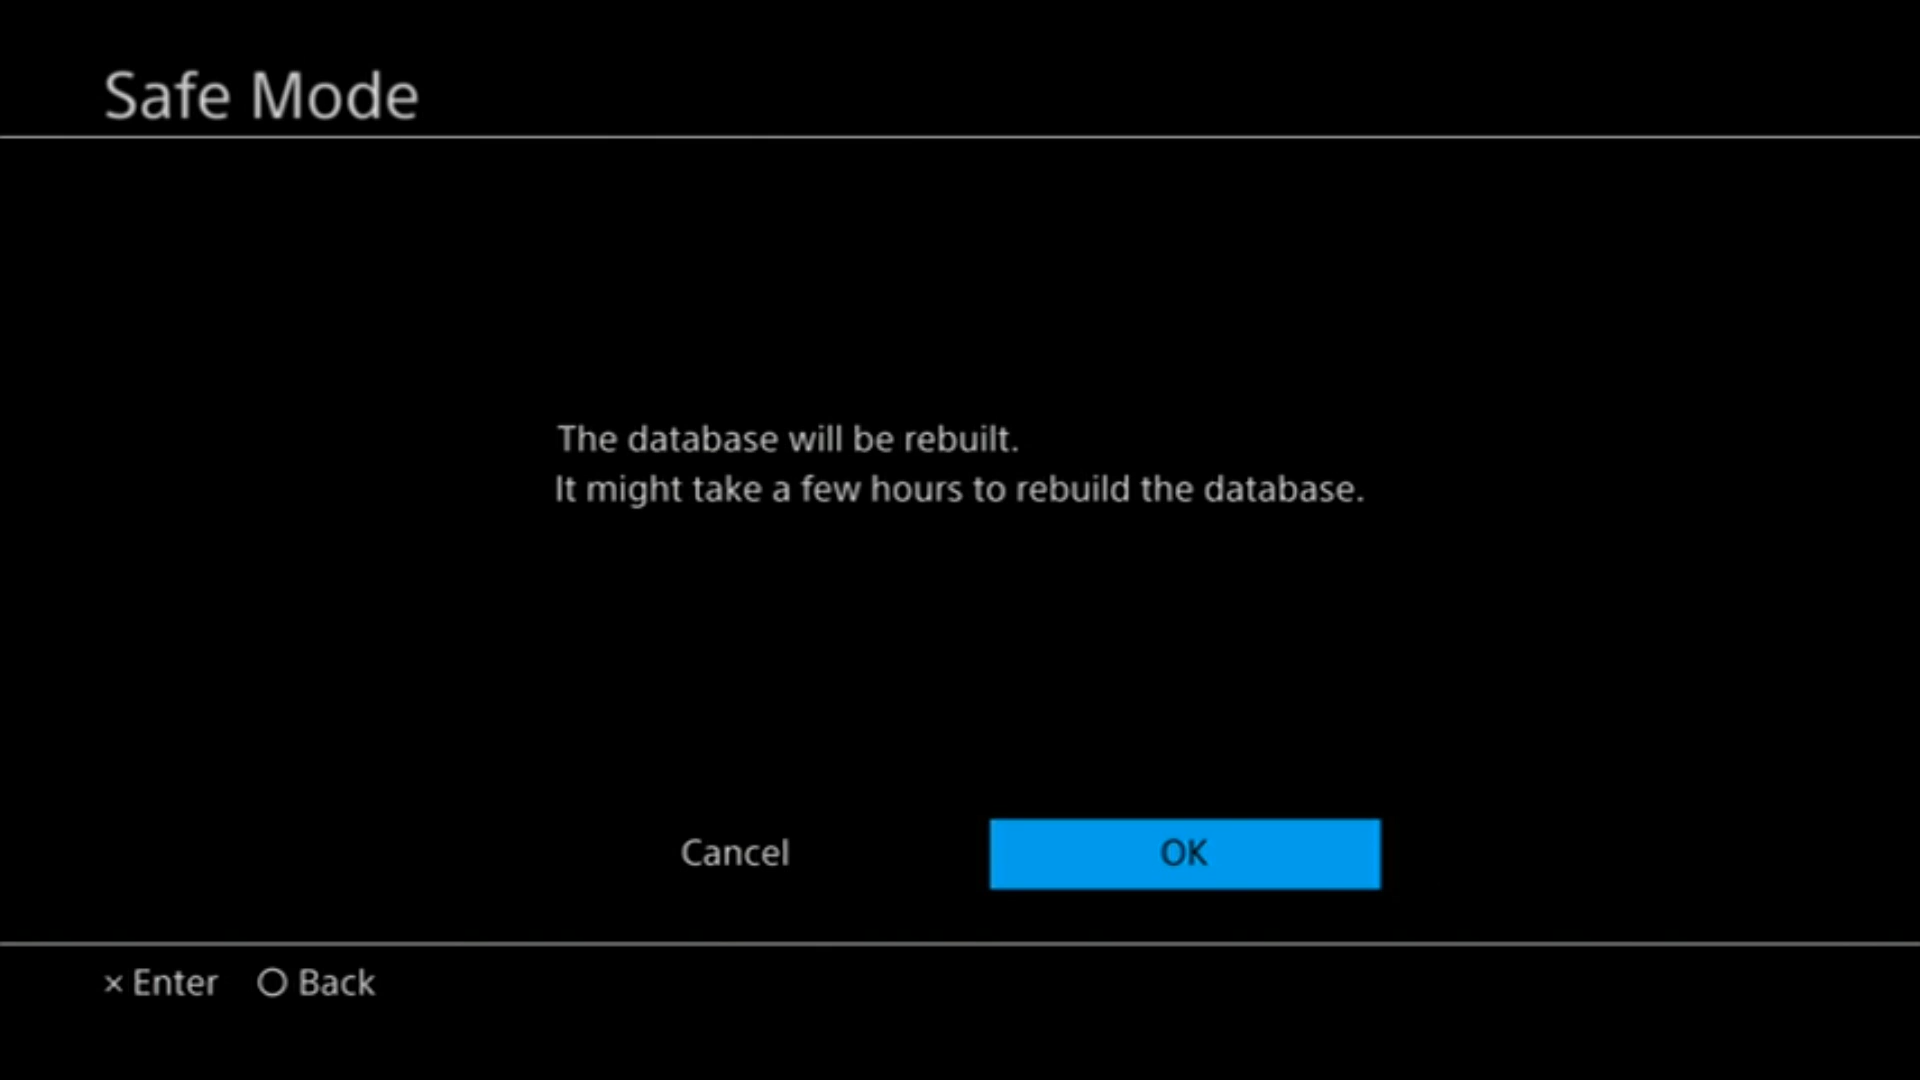 Safe Mode
The database will be rebuilt.
It might take a few hours to rebuild the database.
Cancel OK
× Enter ○ Back